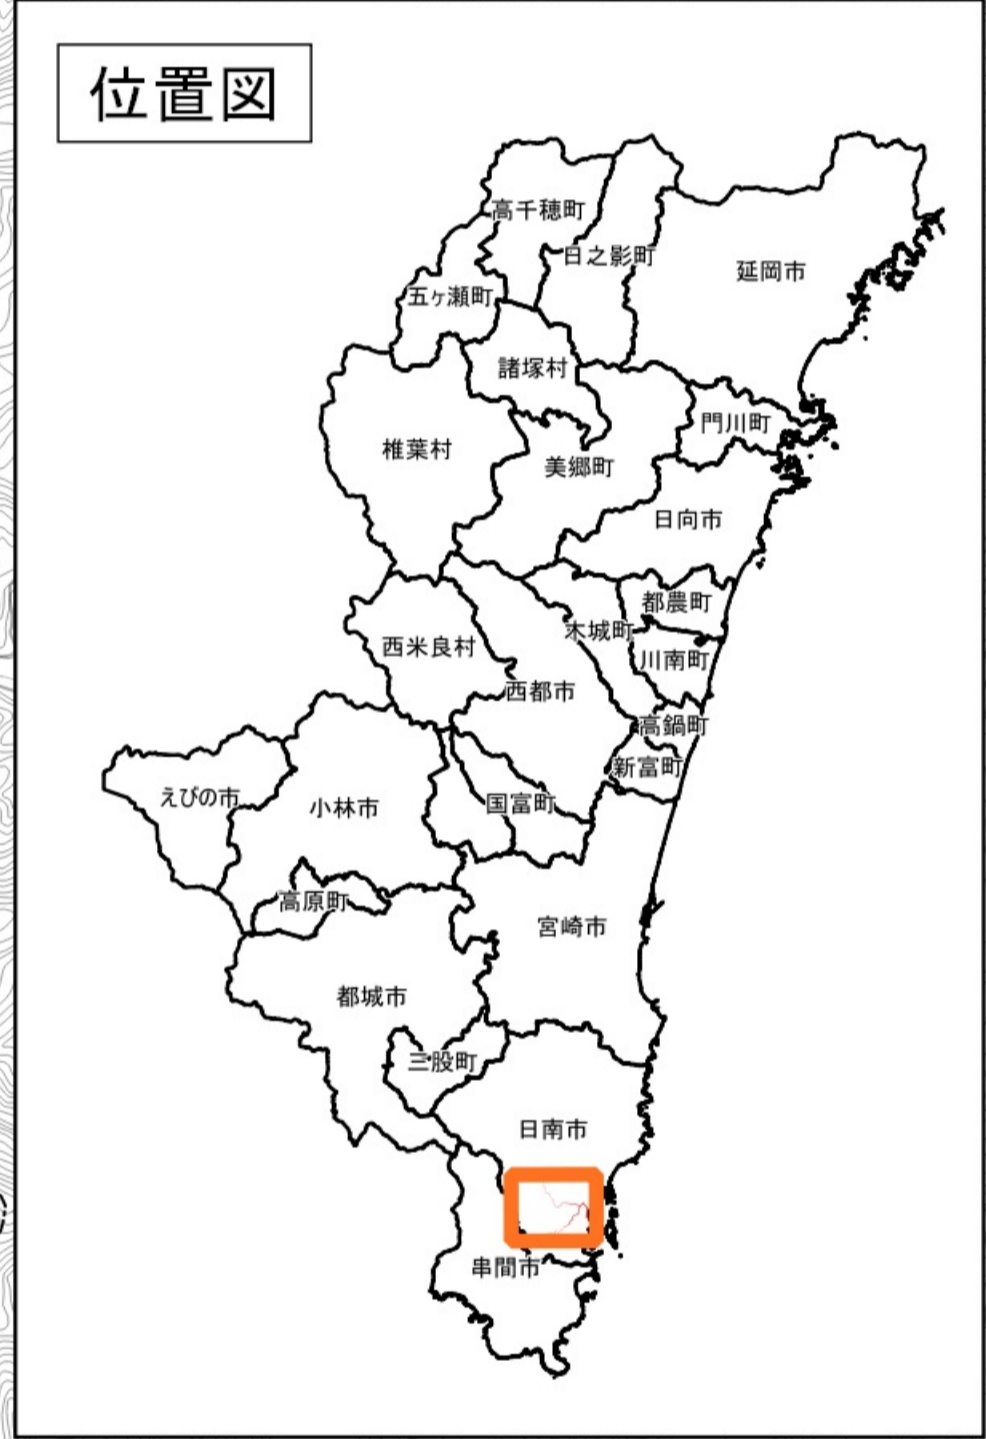 位置図
高千穂町
日之影町
延岡市
五ヶ瀬町
諸塚村
門川町
椎葉村
美郷町
日向市
都農町
木城町
西米良村
川南町
西都市
高鍋町
新富町
えびの市
小林市
国富町
高原町
宮崎市
都城市
三股町
日南市
串間市